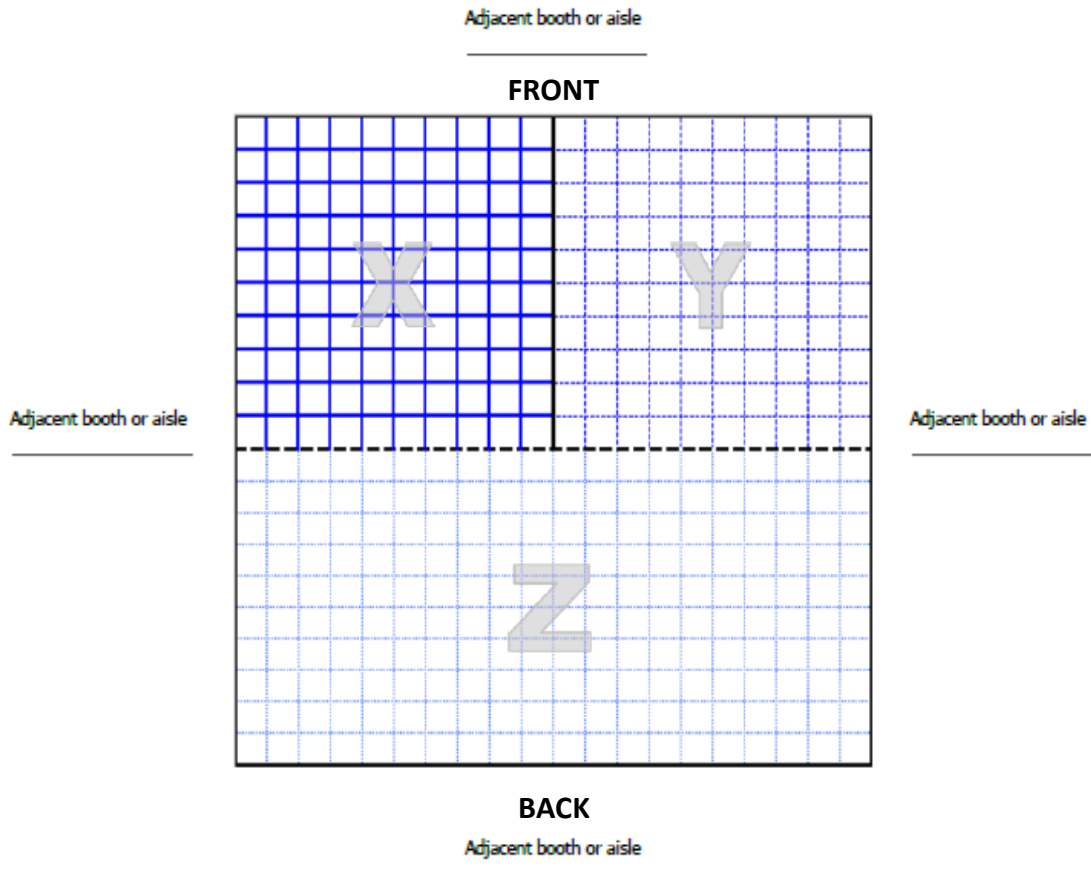 Adjacent booth or aisle
FRONT
X
Y
Adjacent booth or aisle
Adjacent booth or aisle
Z
BACK
Adjacent booth or aisle